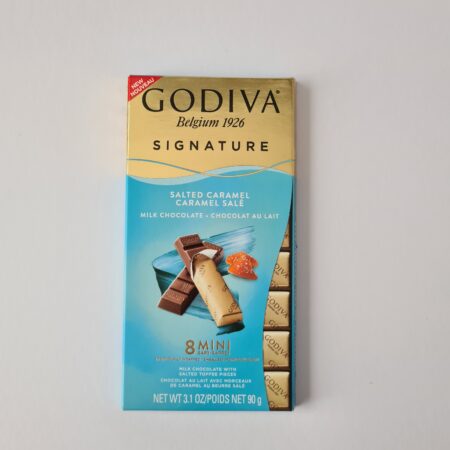 NEW
NOUVEAU
GODIVA
Belgium 1926
SIGNATURE
SALTED CARAMEL
CARAMEL SALÉ
MILK CHOCOLATE • CHOCOLAT AU LAIT
8 MINI
BARS • BARRES
MILK CHOCOLATE WITH
SALTED TOFFEE PIECES
CHOCOLAT AU LAIT AVEC MORCEAUX
DE CARAMEL AU BEURRE SALÉ
NET WT 3.1 OZ/POIDS NET 90 g